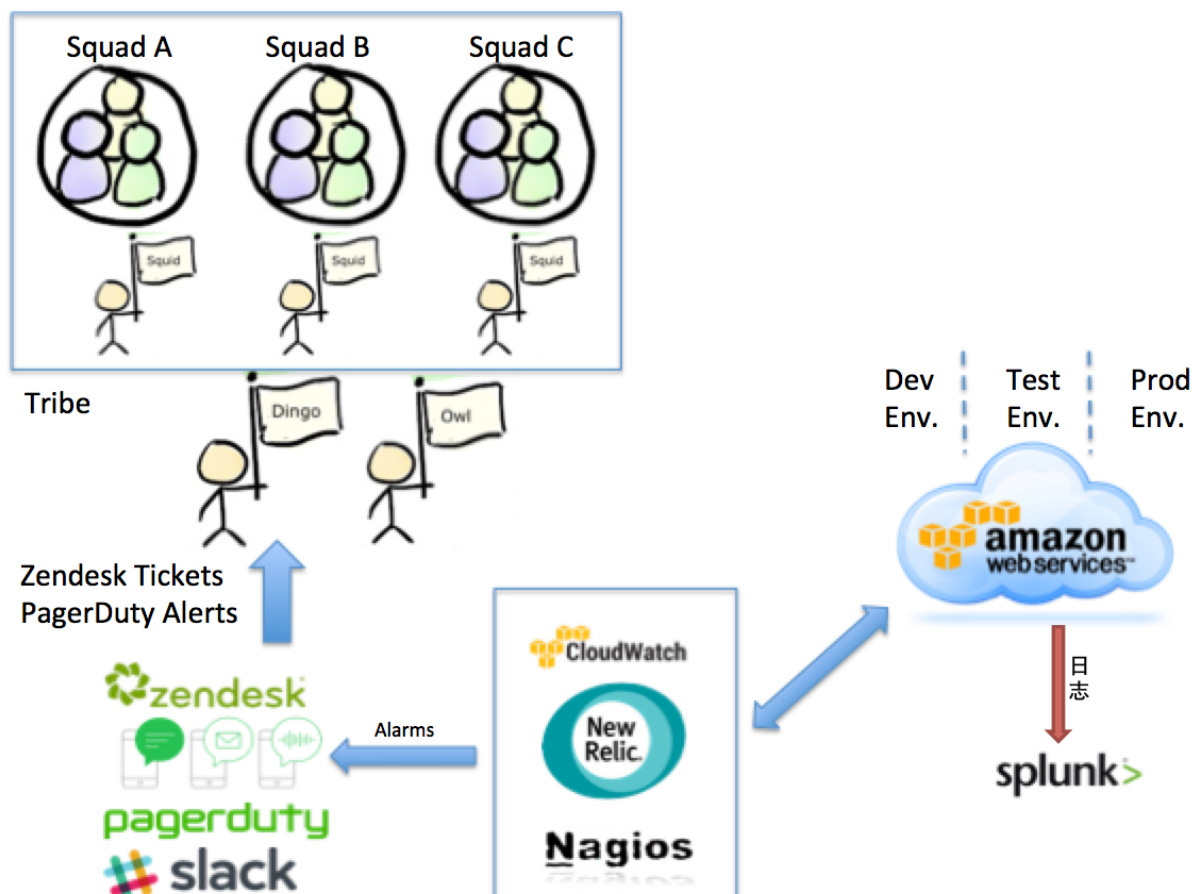 Squad A
Squad B
Squad C
Squid
Squid
Squid
Tribe
Dingo
Owl
Dev
Env.
Test
Env.
Prod
Env.
amazon
web services™
Zendesk Tickets
PagerDuty Alerts
zendesk
Alarms
CloudWatch
New
Relic.
Nagios
日
志
splunk>
pagerduty
slack